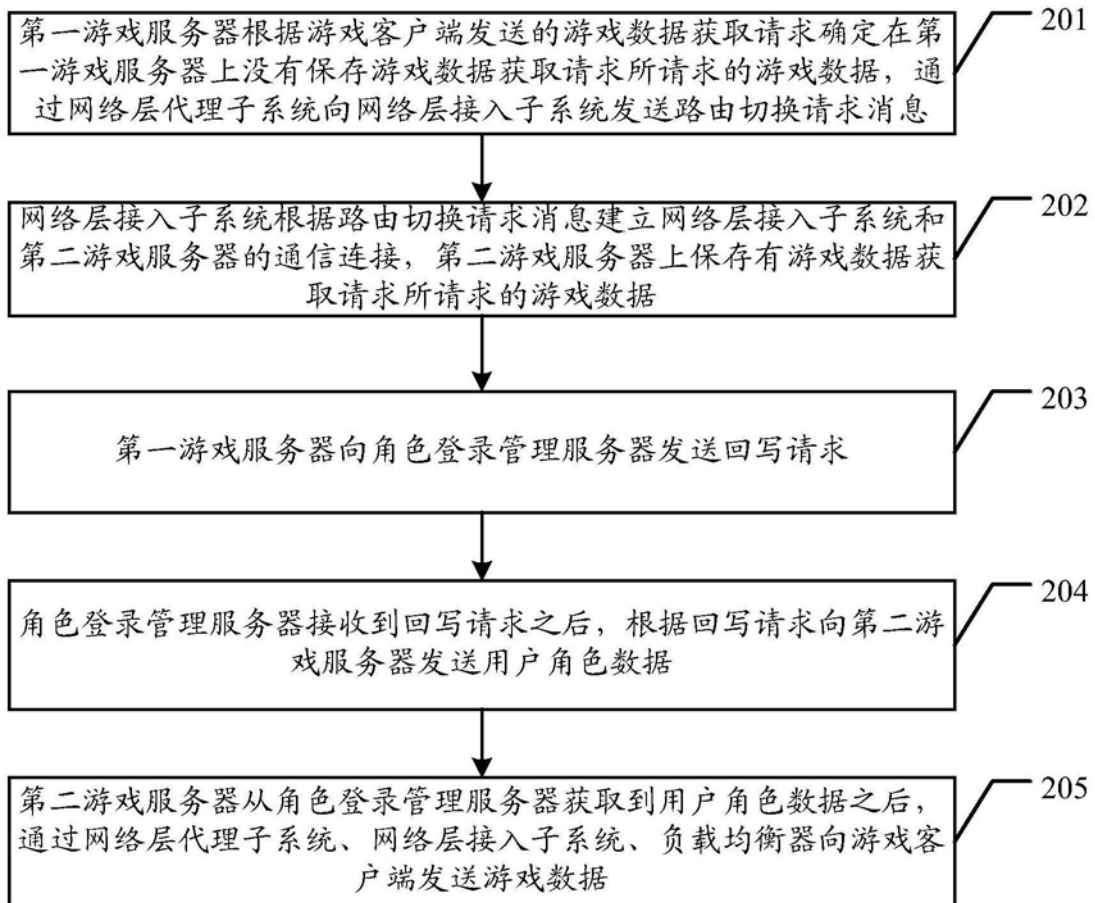 第一游戏服务器根据游戏客户端发送的游戏数据获取请求确定在第
一游戏服务器上没有保存游戏数据获取请求所请求的游戏数据，通
过网络层代理子系统向网络层接入子系统发送路由切换请求消息
201
网络层接入子系统根据路由切换请求消息建立网络层接入子系统和
第二游戏服务器的通信连接，第二游戏服务器上保存有游戏数据获
取请求所请求的游戏数据
202
第一游戏服务器向角色登录管理服务器发送回写请求
203
角色登录管理服务器接收到回写请求之后，根据回写请求向第二游
戏服务器发送用户角色数据
204
第二游戏服务器从角色登录管理服务器获取到用户角色数据之后，
通过网络层代理子系统、网络层接入子系统、负载均衡器向游戏客
户端发送游戏数据
205